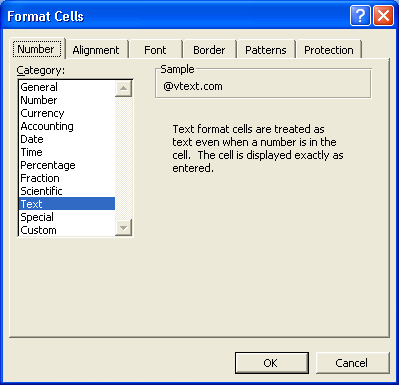 Format Cells
Number Alignment Font Border Patterns Protection
Category:
General
Number
Currency
Accounting
Date
Time
Percentage
Fraction
Scientific
Text
Special
Custom
Sample
@vtext.com
Text format cells are treated as
text even when a number is in the
cell. The cell is displayed exactly as
entered.
OK Cancel